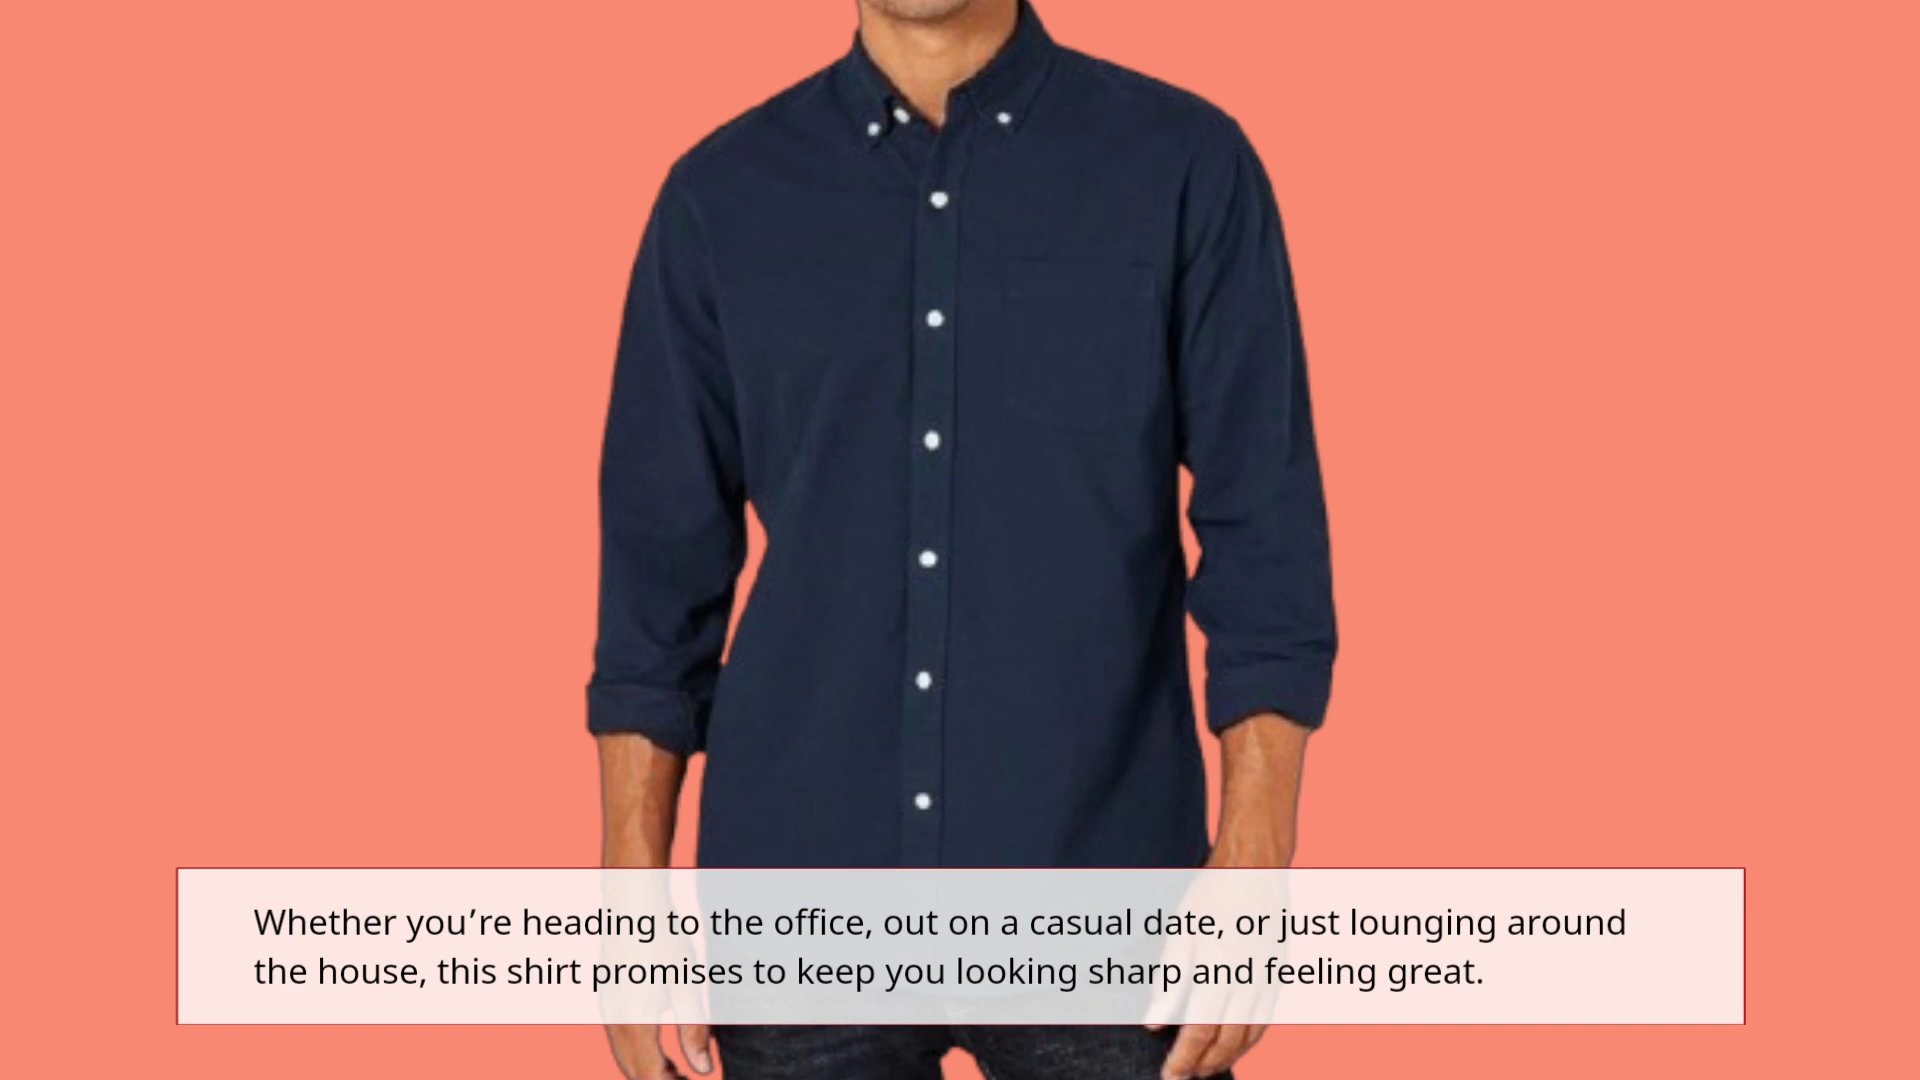 Whether you’re heading to the office, out on a casual date, or just lounging around
the house, this shirt promises to keep you looking sharp and feeling great.